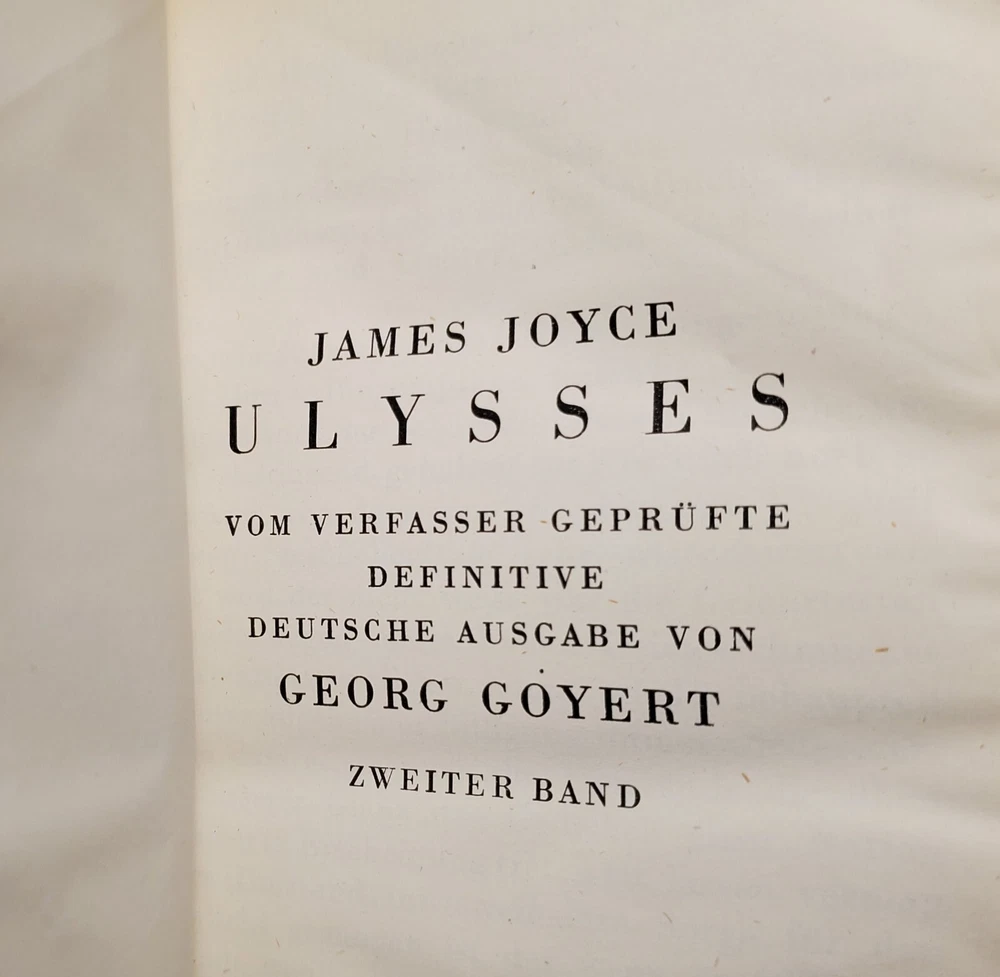 JAMES JOYCE
ULYSSES
VOM VERFASSER GEPRÜFTE
DEFINITIVE
DEUTSCHE AUSGABE VON
GEORG GOYERT
ZWEITER BAND